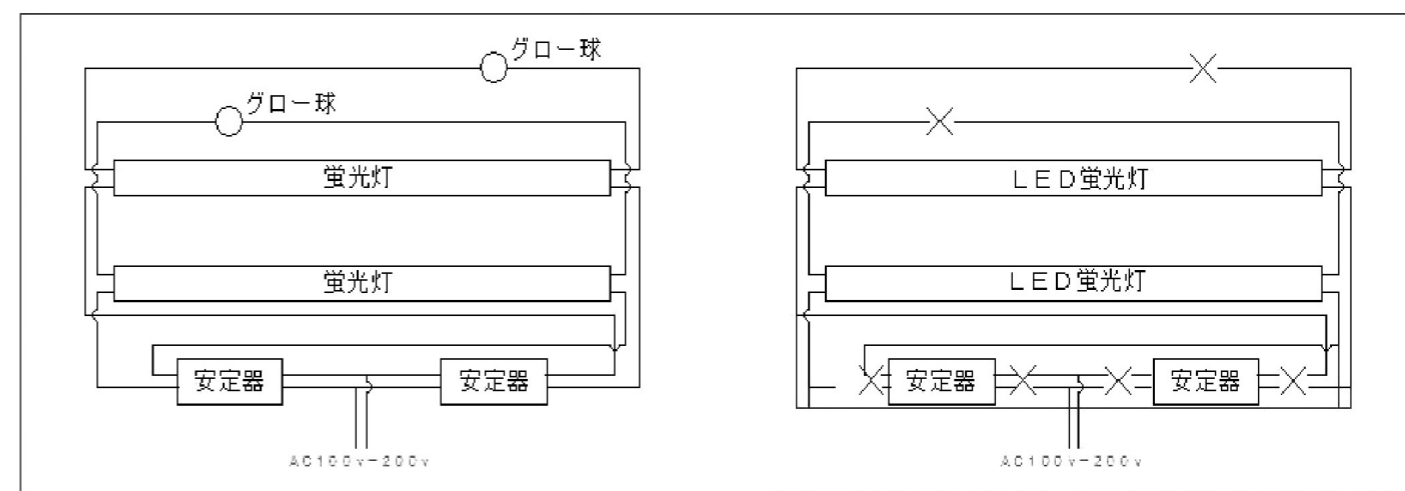 グロー球
グロー球
蛍光灯
蛍光灯
安定器
安定器
AC100v-200v
LED蛍光灯
LED蛍光灯
安定器
安定器
AC100v-200v